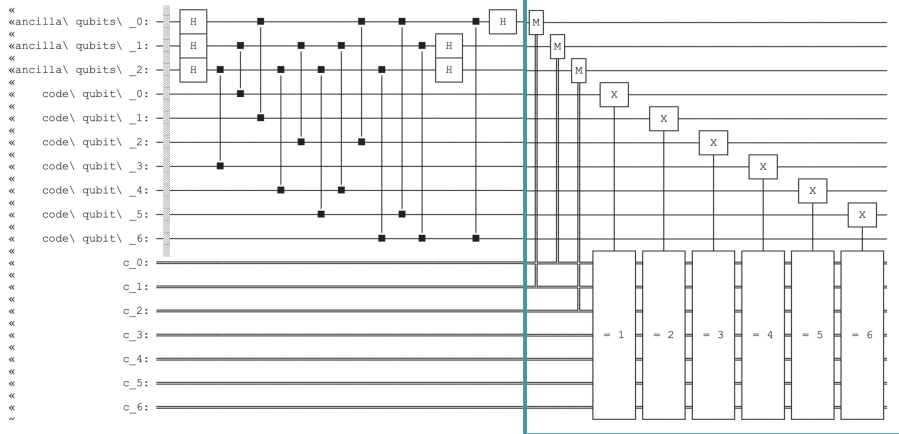 «
«ancilla\ qubits\ _0: H H M
«
«ancilla\ qubits\ _1: H H M
«
«ancilla\ qubits\ _2: H H M
«
« code\ qubit\ _0: X
«
« code\ qubit\ _1: X
«
« code\ qubit\ _2: X
«
« code\ qubit\ _3: X
«
« code\ qubit\ _4: X
«
« code\ qubit\ _5: X
«
« code\ qubit\ _6:
«
« c_0:
«
« c_1:
«
« c_2:
«
« c_3: = 1 = 2 = 3 = 4 = 5 = 6
«
« c_4:
«
« c_5:
«
« c_6:
«